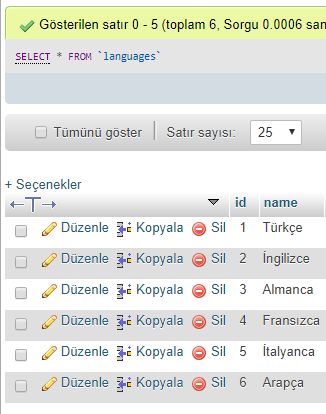 Gösterilen satır 0 - 5 (toplam 6, Sorgu 0.0006
SELECT * FROM `languages`
Tümünü göster Satır sayısı: 25
+ Seçenekler
←T→ id name
Düzenle Kopyala Sil 1 Türkçe
Düzenle Kopyala Sil 2 İngilizce
Düzenle Kopyala Sil 3 Almanca
Düzenle Kopyala Sil 4 Fransızca
Düzenle Kopyala Sil 5 İtalyanca
Düzenle Kopyala Sil 6 Arapça